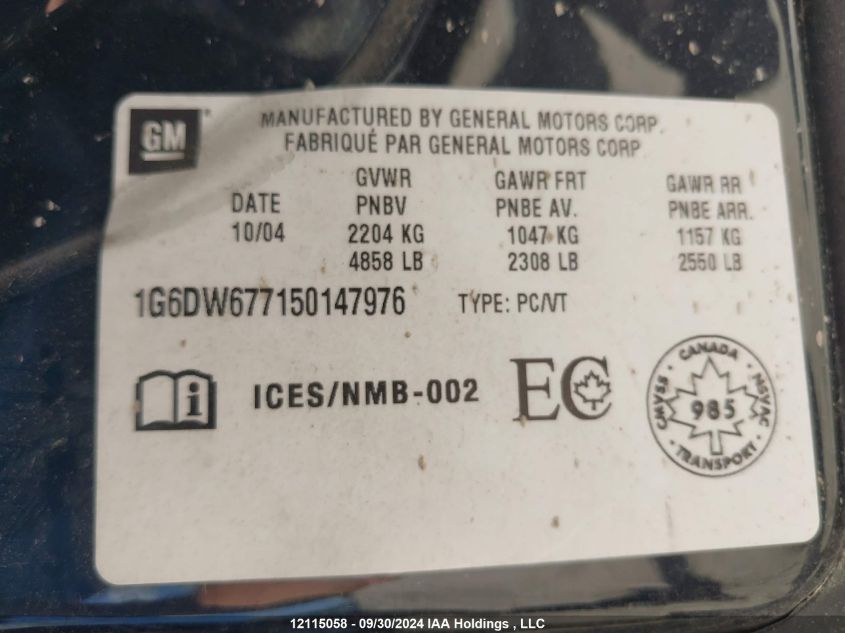 GM
MANUFACTURED BY GENERAL MOTORS CORP.
FABRIQUÉ PAR GENERAL MOTORS CORP.
DATE GVWR GAWR FRT GAWR RR
PNBV PNBE AV. PNBE ARR.
10/04 2204 KG 1047 KG 1157 KG
4858 LB 2308 LB 2550 LB
1G6DW677150147976 TYPE: PC/VT
i ICES/NMB-002 EC
CANADA
CMVSS NSVAC
985
TRANSPORT
12115058 - 09/30/2024 IAA Holdings , LLC